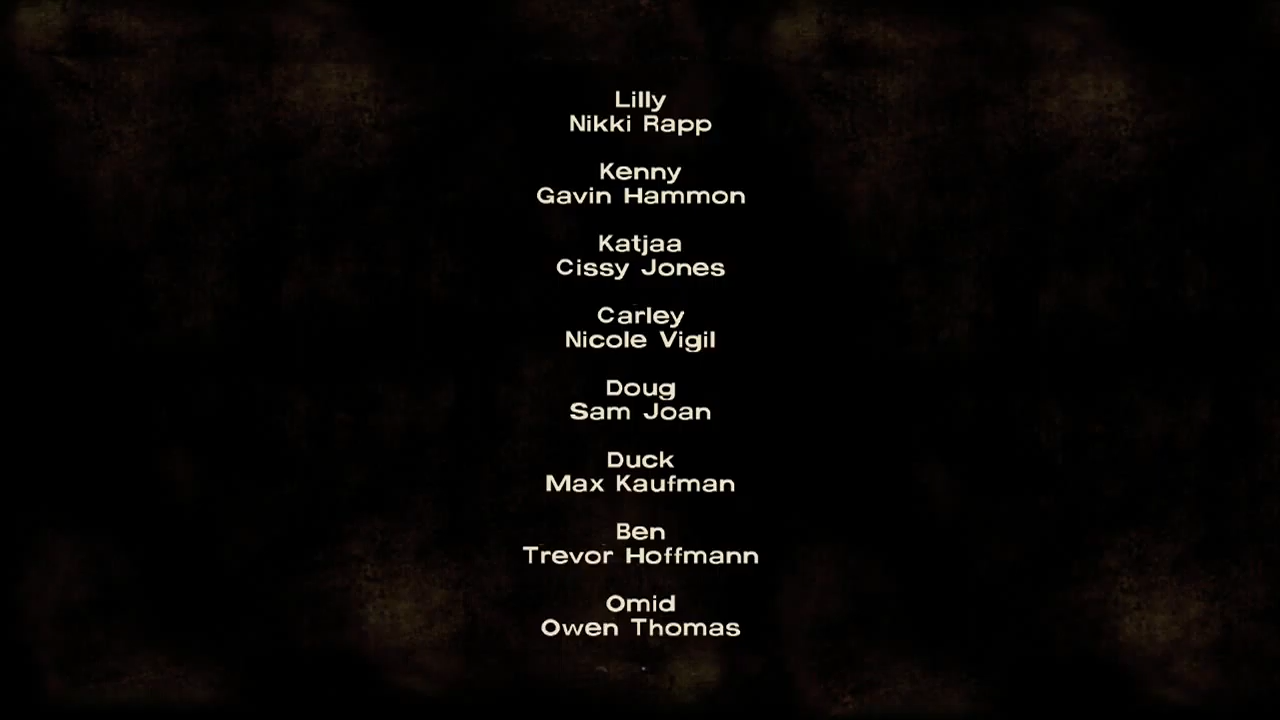 Lilly
Nikki Rapp
Kenny
Gavin Hammon
Katjaa
Cissy Jones
Carley
Nicole Vigil
Doug
Sam Joan
Duck
Max Kaufman
Ben
Trevor Hoffmann
Omid
Owen Thomas